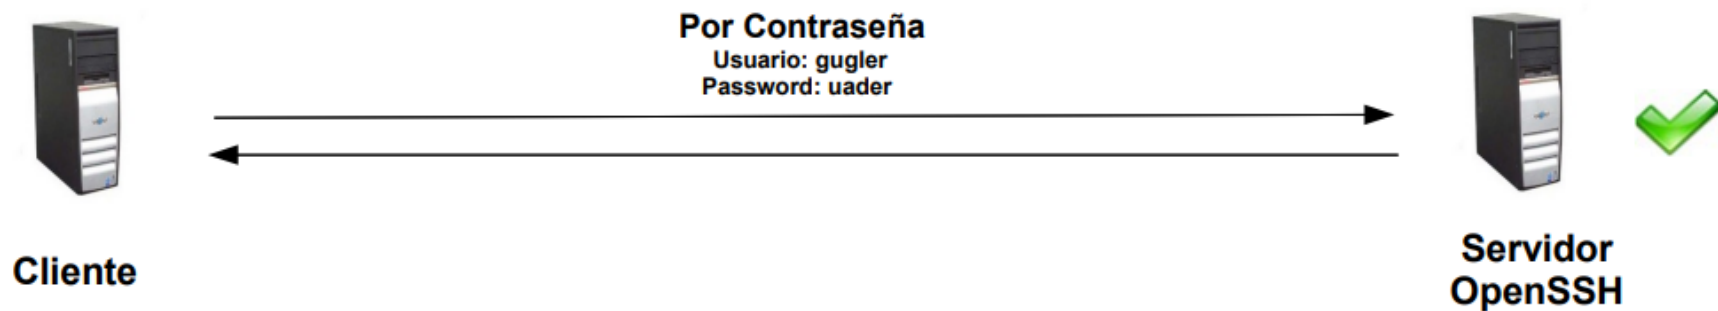 Por Contraseña
Usuario: gugler
Password: uader
Cliente
Servidor
OpenSSH